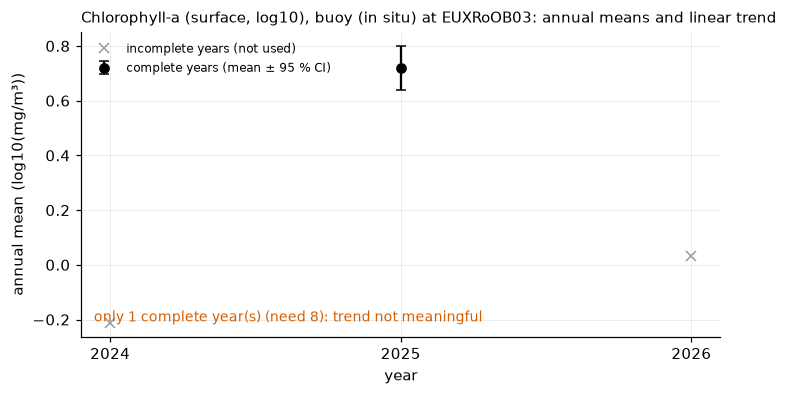 Chlorophyll-a (surface, log10), buoy (in situ) at EUXRoOB03: annual means and linear trend
incomplete years (not used)
complete years (mean ± 95 % CI)
annual mean (log10(mg/m³))
0.8
0.6
0.4
0.2
0.0
−0.2
only 1 complete year(s) (need 8): trend not meaningful
2024
2025
2026
year